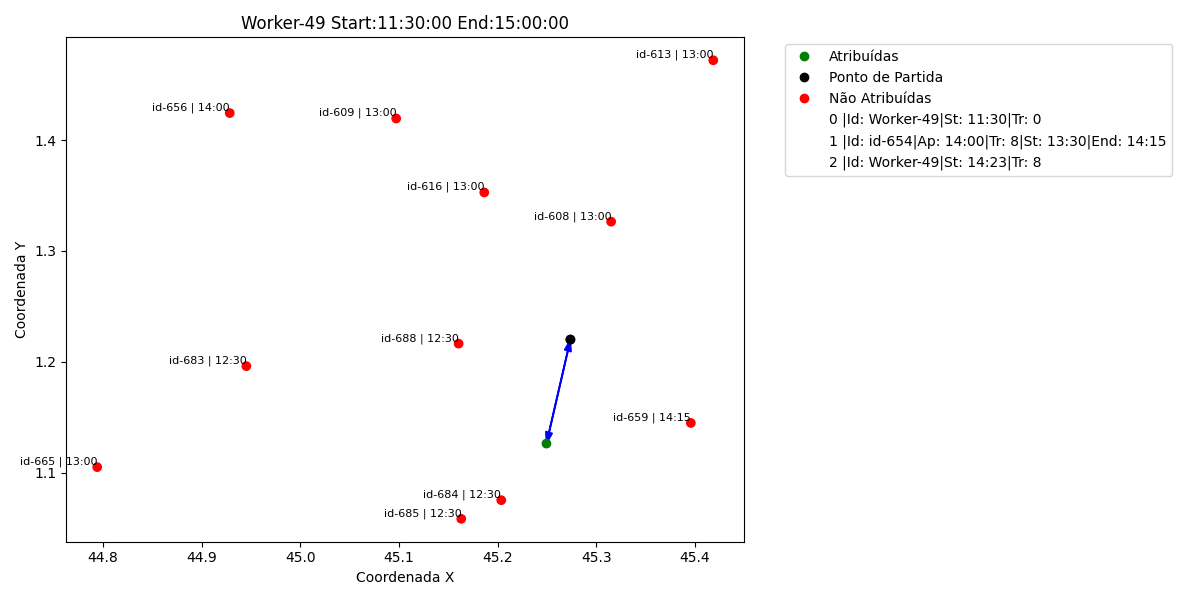 Worker-49 Start:11:30:00 End:15:00:00
id-613 | 13:00
id-656 | 14:00
id-609 | 13:00
id-616 | 13:00
id-608 | 13:00
id-688 | 12:30
id-683 | 12:30
id-659 | 14:15
id-665 | 13:00
id-684 | 12:30
id-685 | 12:30
1.4
1.3
1.2
1.1
Coordenada Y
44.8 44.9 45.0 45.1 45.2 45.3 45.4
Coordenada X
Atribuídas
Ponto de Partida
Não Atribuídas
0 |Id: Worker-49|St: 11:30|Tr: 0
1 |Id: id-654|Ap: 14:00|Tr: 8|St: 13:30|End: 14:15
2 |Id: Worker-49|St: 14:23|Tr: 8